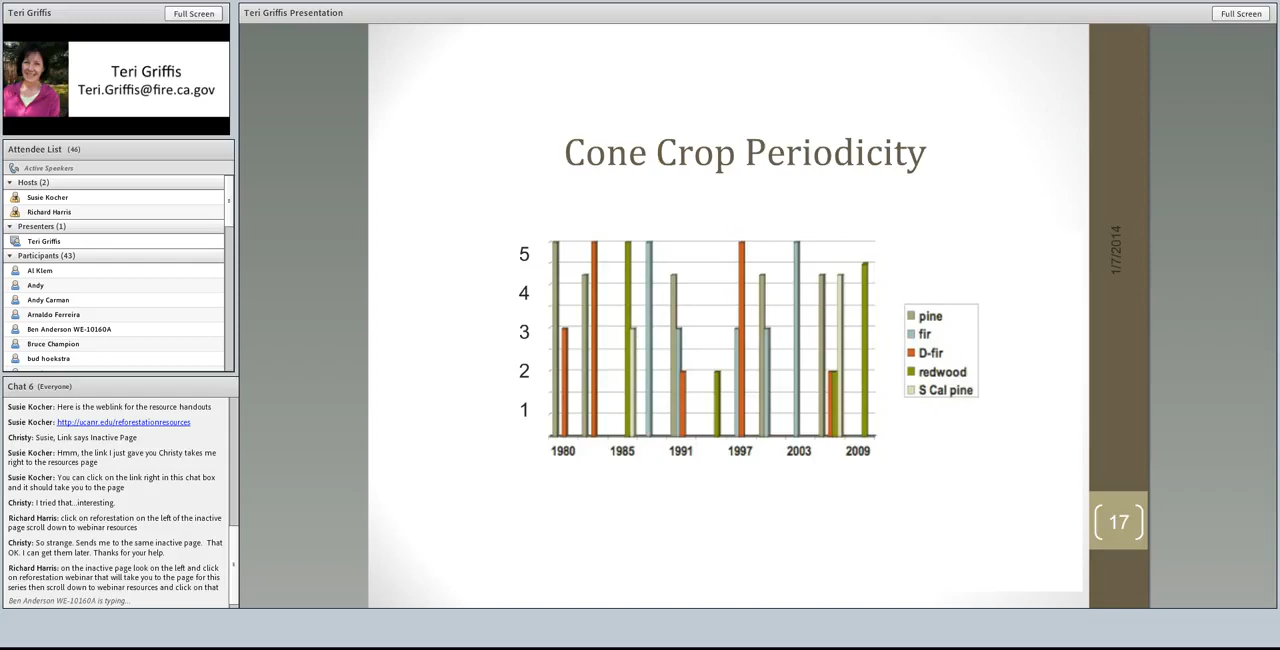 Teri Griffis
Full Screen
Teri Griffis
Teri.Griffis@fire.ca.gov
Attendee List (46)
Active Speakers
Hosts (2)
Susie Kocher
Richard Harris
Presenters (1)
Teri Griffis
Participants (43)
Al Klem
Andy
Andy Carman
Arnaldo Ferreira
Ben Anderson WE-10160A
Bruce Champion
bud hoekstra
Chat 6 (Everyone)
Susie Kocher: Here is the weblink for the resource handouts
Susie Kocher: http://ucanr.edu/reforestationresources
Christy: Susie, Link says Inactive Page
Susie Kocher: Hmm, the link I just gave you Christy takes me
right to the resources page
Susie Kocher: You can click on the link right in this chat box
and it should take you to the page
Christy: I tried that...interesting.
Richard Harris: click on reforestation on the left of the inactive
page scroll down to webinar resources
Christy: So strange. Sends me to the same inactive page. That
OK. I can get them later. Thanks for your help.
Richard Harris: on the inactive page look on the left and click
on reforestation webinar that will take you to the page for this
series then scroll down to webinar resources and click on that
Ben Anderson WE-10160A is typing...
Teri Griffis Presentation
Full Screen
Cone Crop Periodicity
5
4
3
2
1
1980 1985 1991 1997 2003 2009
pine
fir
D-fir
redwood
S Cal pine
1/7/2014
17